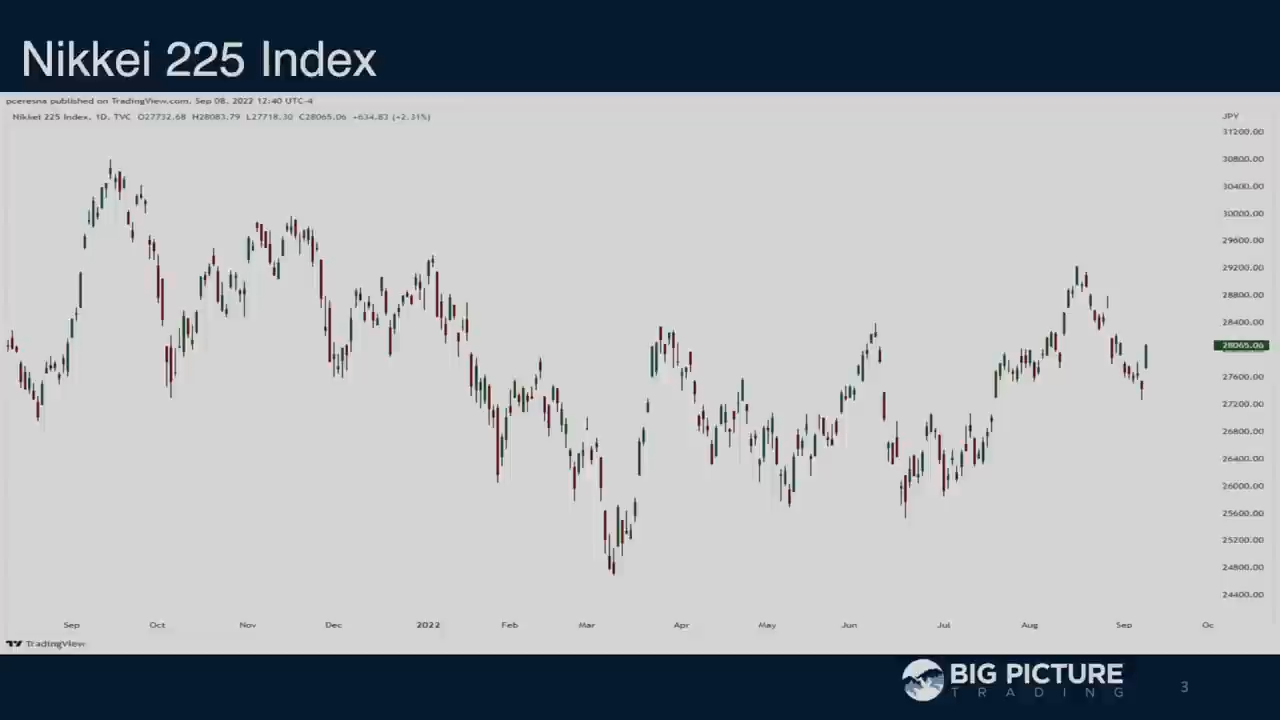 Nikkei 225 Index
pceresna published on TradingView.com, Sep 08, 2022 12:40 UTC-4
Nikkei 225 Index, 1D, TVC O27732.68 H28083.79 L27718.30 C28065.06 +634.83 (+2.31%)
JPY
31200.00
30800.00
30400.00
30000.00
29600.00
29200.00
28800.00
28400.00
28065.06
27600.00
27200.00
26800.00
26400.00
26000.00
25600.00
25200.00
24800.00
24400.00
Sep Oct Nov Dec 2022 Feb Mar Apr May Jun Jul Aug Sep Oc
TradingView
BIG PICTURE
TRADING
3